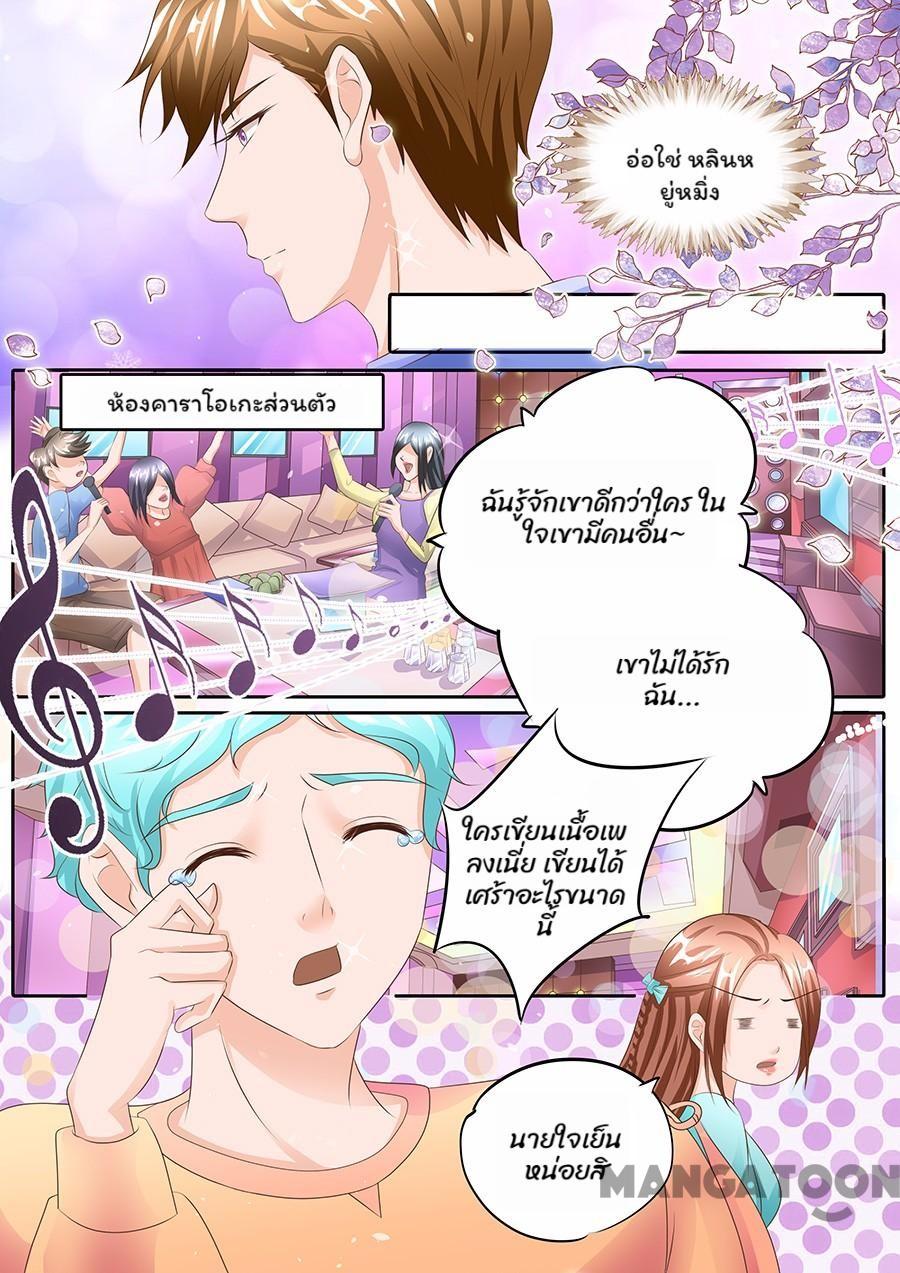 อ่อใช่ หลินห
ยู่หมิ่ง
ห้องคาราโอเกะส่วนตัว
ฉันรู้จักเขาดีกว่าใคร ใน
ใจเขามีคนอื่น~
เขาไม่ได้รัก
ฉัน...
ใครเขียนเนื้อเพ
ลงเนี่ย เขียนได้
เศร้าอะไรขนาด
นี้
นายใจเย็น
หน่อยสิ
MANGATOON